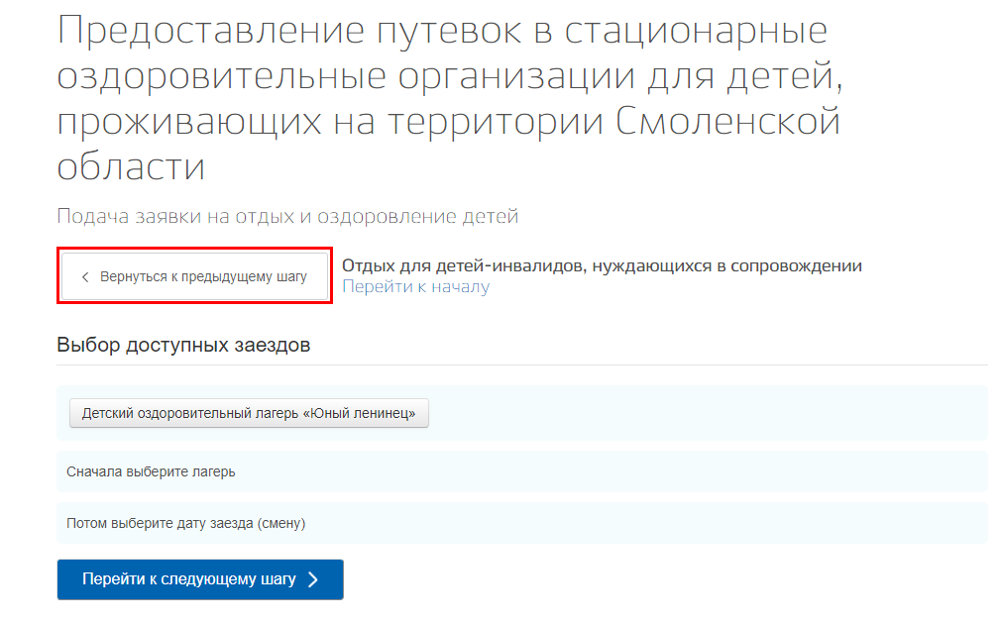 Предоставление путевок в стационарные
оздоровительные организации для детей,
проживающих на территории Смоленской
области
Подача заявки на отдых и оздоровление детей
Вернуться к предыдущему шагу
Отдых для детей-инвалидов, нуждающихся в сопровождении
Перейти к началу
Выбор доступных заездов
Детский оздоровительный лагерь «Юный ленинец»
Сначала выберите лагерь
Потом выберите дату заезда (смену)
Перейти к следующему шагу